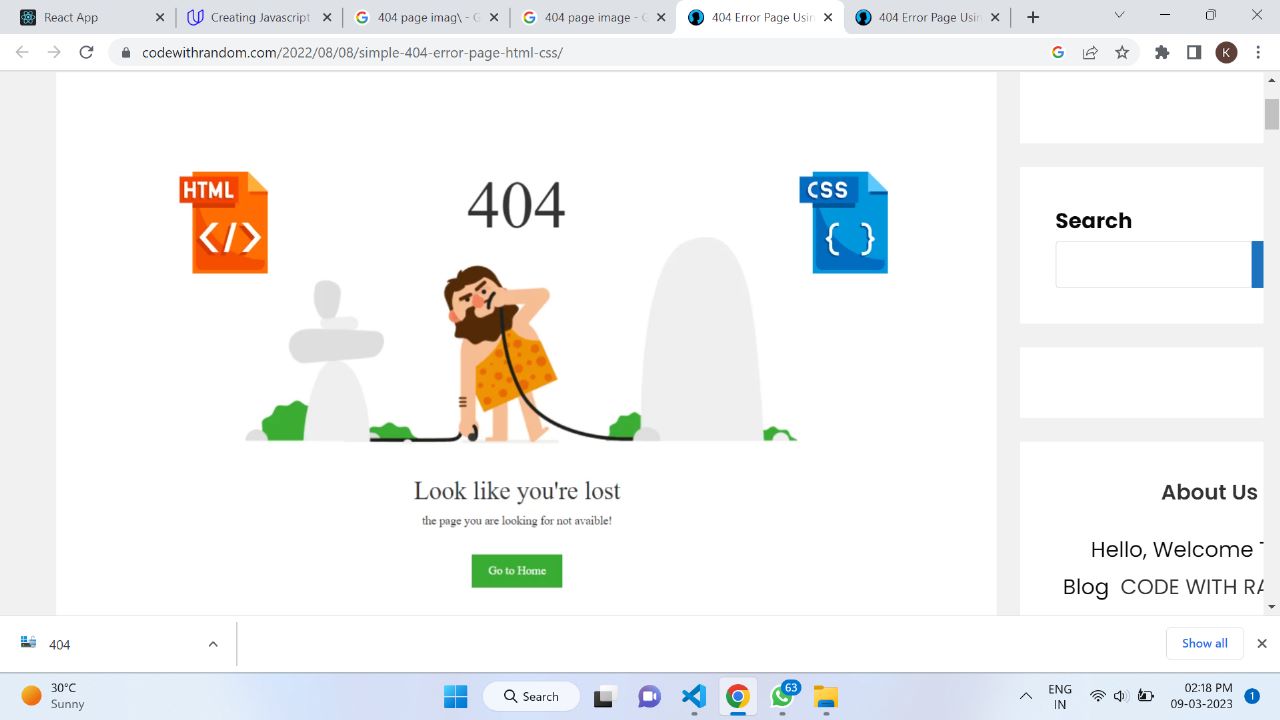 React App
Creating Javascript
404 page imag\ - G
404 page image - G
404 Error Page Usin
404 Error Page Usin
codewithrandom.com/2022/08/08/simple-404-error-page-html-css/
K
HTML
</>
404
CSS
{ }
Look like you're lost
the page you are looking for not avaible!
Go to Home
Search
About Us
Hello, Welcome T
Blog CODE WITH RA
404
Show all
30°C
Sunny
Search
63
ENG
IN
02:18 PM
09-03-2023
1